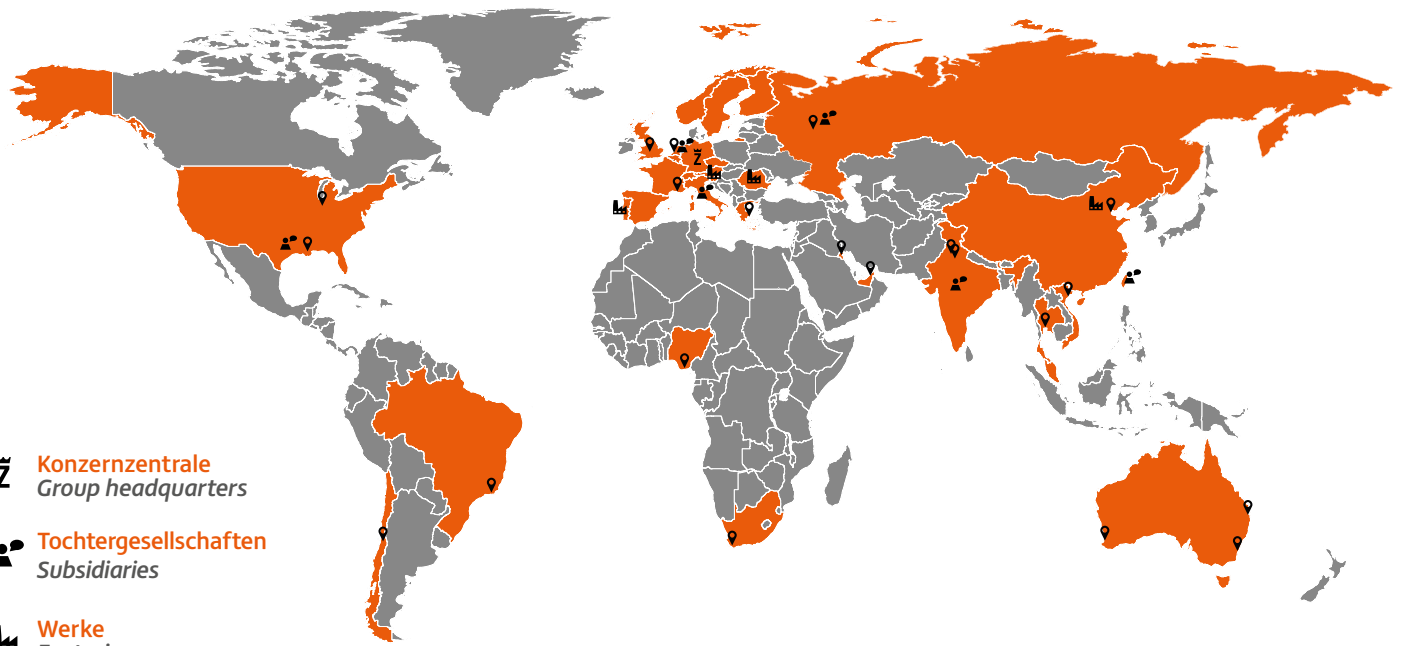 Ž
Z
Konzernzentrale
Group headquarters
Tochtergesellschaften
Subsidiaries
Werke